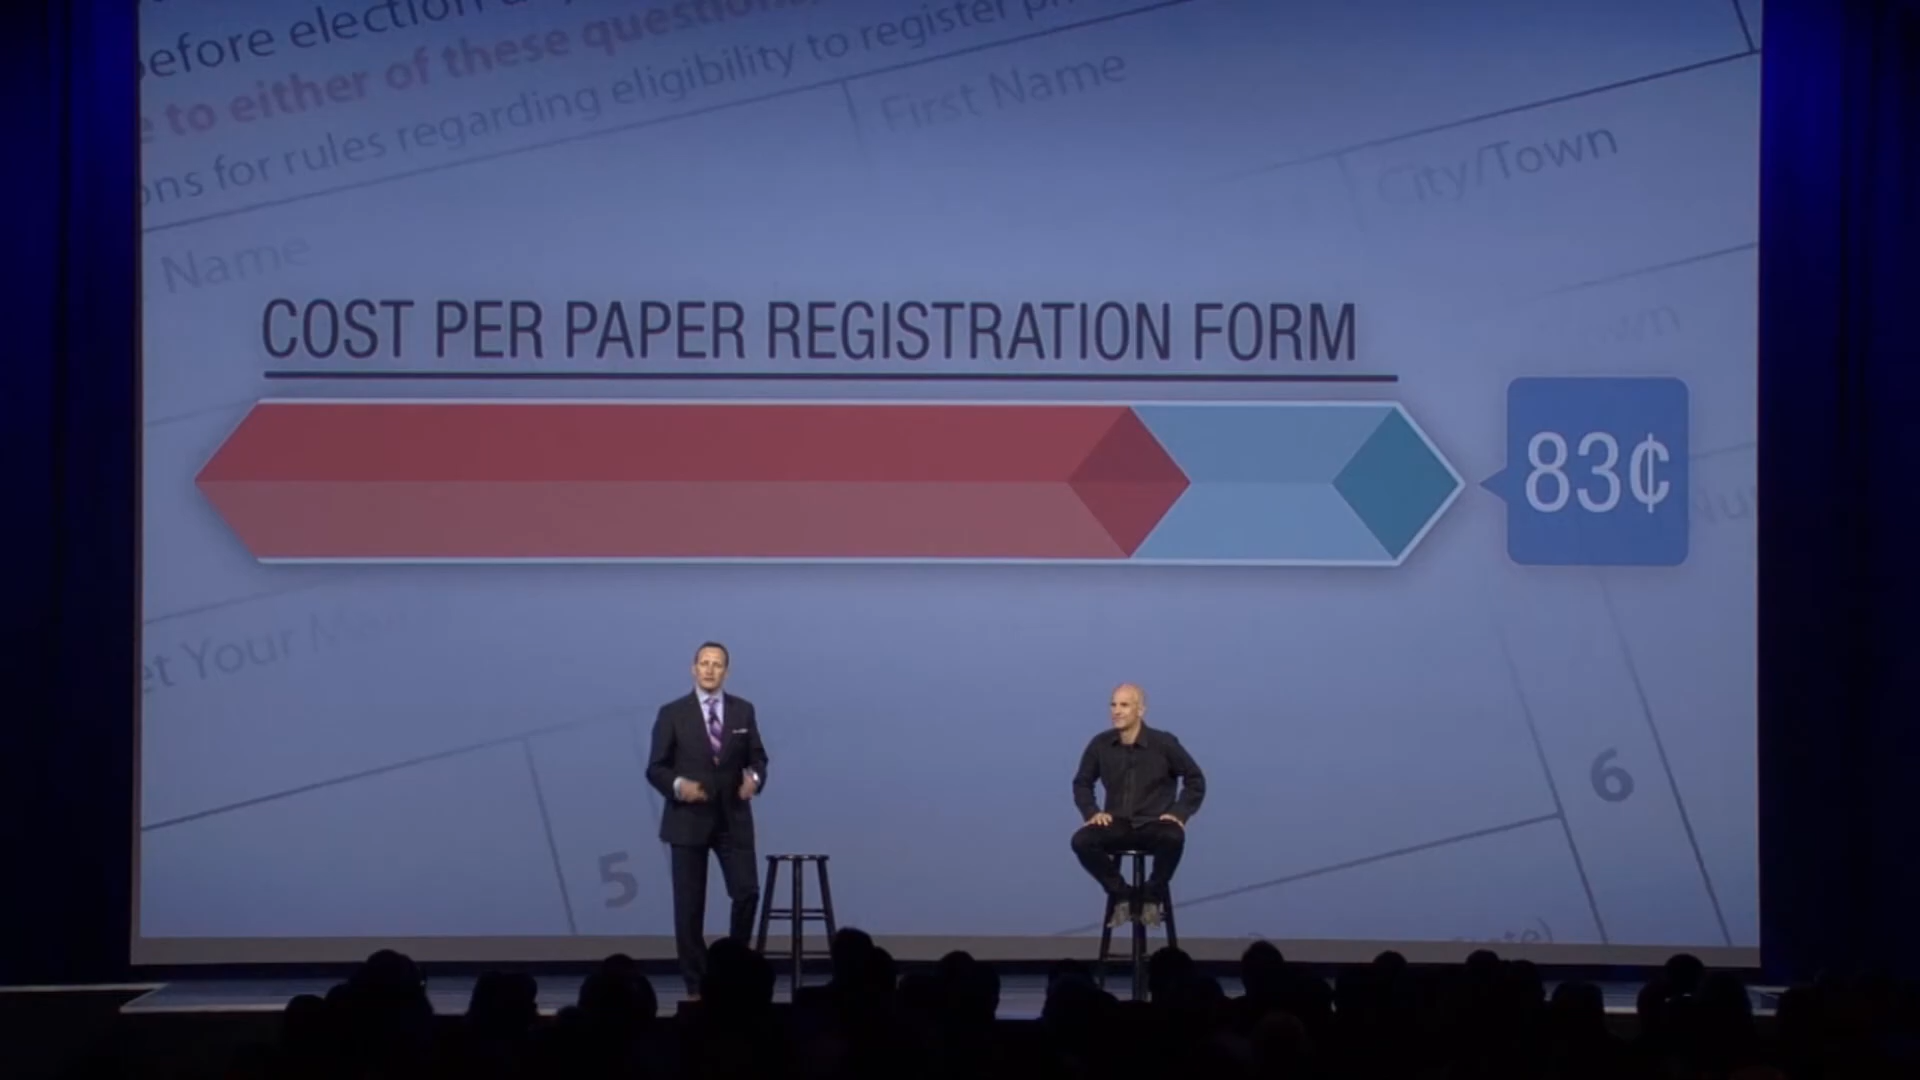 before election
to either of these questions,
ons for rules regarding eligibility to register
First Name
City/Town
Name
COST PER PAPER REGISTRATION FORM
83¢
et Your
6
5